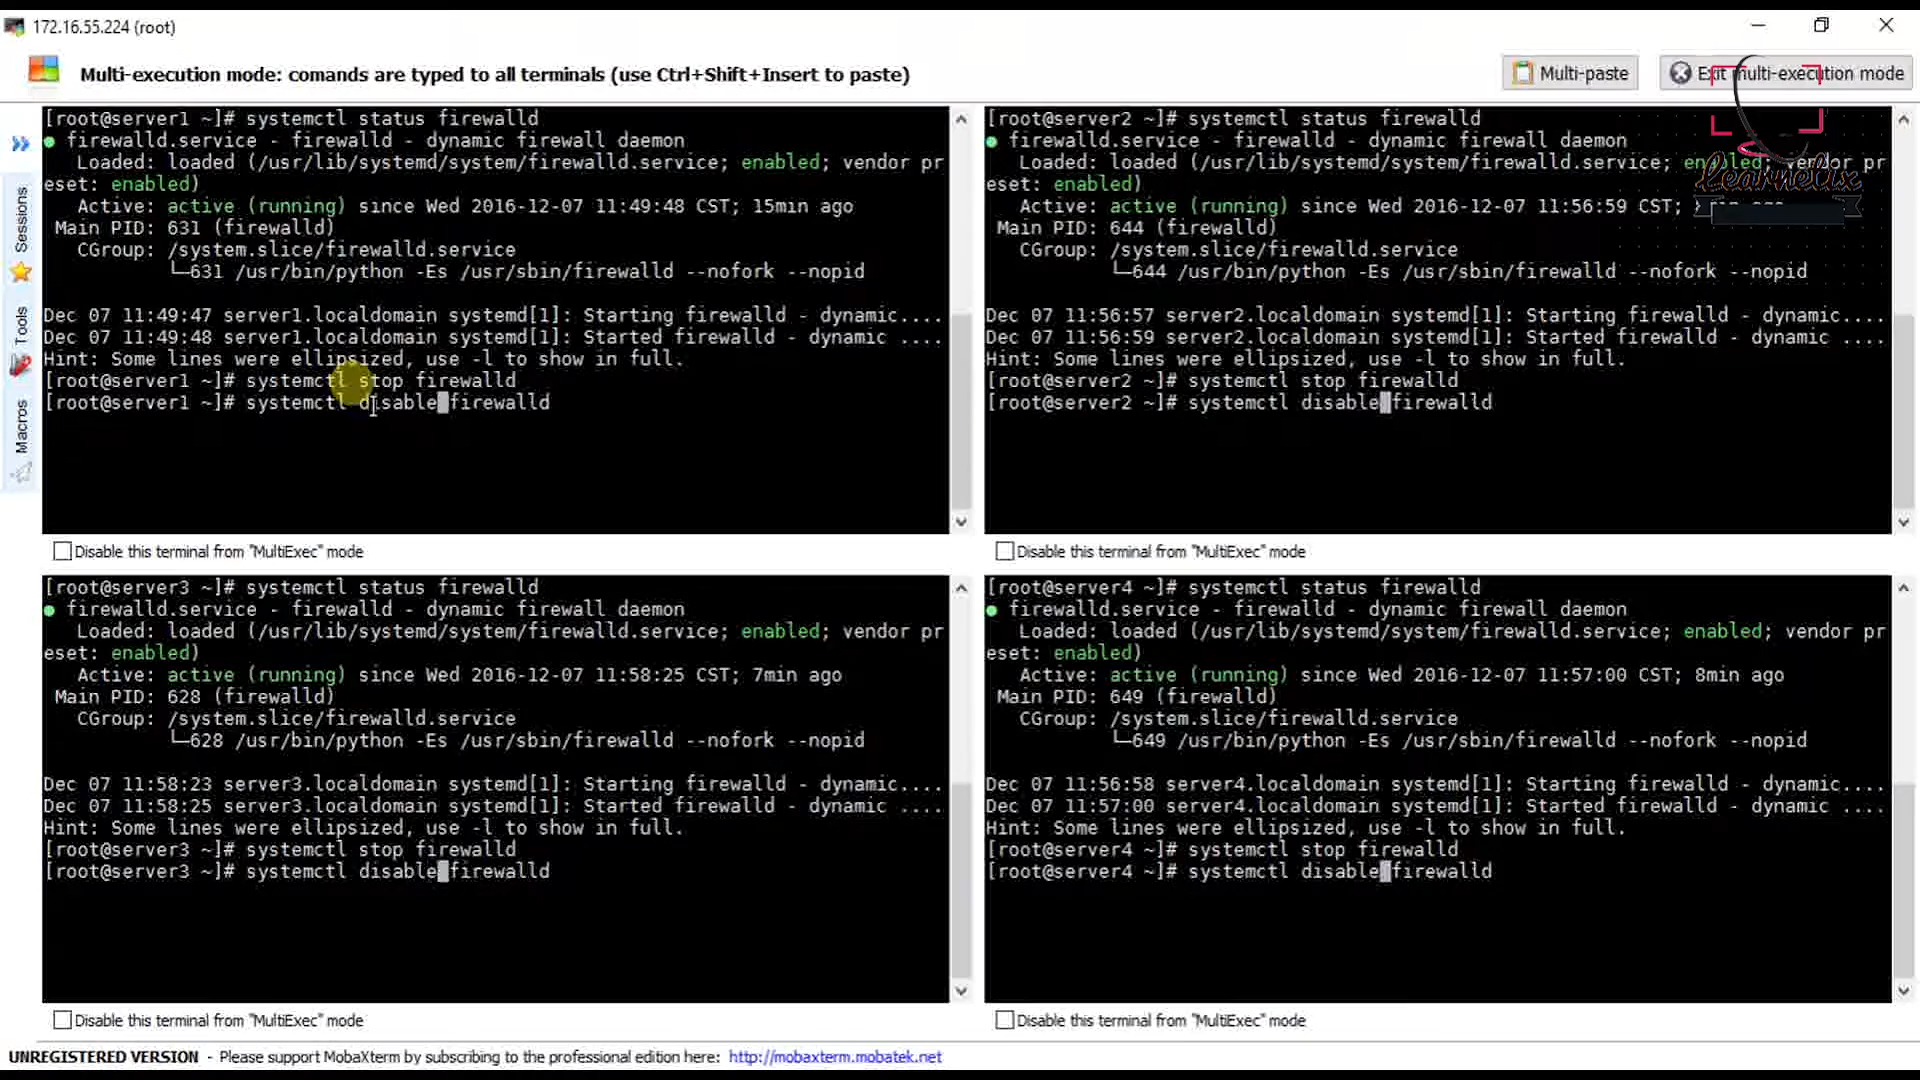 172.16.55.224 (root)
Multi-execution mode: comands are typed to all terminals (use Ctrl+Shift+Insert to paste)
Multi-paste
Exit multi-execution mode
Learnetix
Sessions
Tools
Macros
[root@server1 ~]# systemctl status firewalld
● firewalld.service - firewalld - dynamic firewall daemon
Loaded: loaded (/usr/lib/systemd/system/firewalld.service; enabled; vendor pr
eset: enabled)
Active: active (running) since Wed 2016-12-07 11:49:48 CST; 15min ago
Main PID: 631 (firewalld)
CGroup: /system.slice/firewalld.service
└─631 /usr/bin/python -Es /usr/sbin/firewalld --nofork --nopid
Dec 07 11:49:47 server1.localdomain systemd[1]: Starting firewalld - dynamic....
Dec 07 11:49:48 server1.localdomain systemd[1]: Started firewalld - dynamic ....
Hint: Some lines were ellipsized, use -l to show in full.
[root@server1 ~]# systemctl stop firewalld
[root@server1 ~]# systemctl disable firewalld
Disable this terminal from "MultiExec" mode
[root@server2 ~]# systemctl status firewalld
● firewalld.service - firewalld - dynamic firewall daemon
Loaded: loaded (/usr/lib/systemd/system/firewalld.service; enabled; vendor pr
eset: enabled)
Active: active (running) since Wed 2016-12-07 11:56:59 CST;
Main PID: 644 (firewalld)
CGroup: /system.slice/firewalld.service
└─644 /usr/bin/python -Es /usr/sbin/firewalld --nofork --nopid
Dec 07 11:56:57 server2.localdomain systemd[1]: Starting firewalld - dynamic....
Dec 07 11:56:59 server2.localdomain systemd[1]: Started firewalld - dynamic ....
Hint: Some lines were ellipsized, use -l to show in full.
[root@server2 ~]# systemctl stop firewalld
[root@server2 ~]# systemctl disable firewalld
Disable this terminal from "MultiExec" mode
[root@server3 ~]# systemctl status firewalld
● firewalld.service - firewalld - dynamic firewall daemon
Loaded: loaded (/usr/lib/systemd/system/firewalld.service; enabled; vendor pr
eset: enabled)
Active: active (running) since Wed 2016-12-07 11:58:25 CST; 7min ago
Main PID: 628 (firewalld)
CGroup: /system.slice/firewalld.service
└─628 /usr/bin/python -Es /usr/sbin/firewalld --nofork --nopid
Dec 07 11:58:23 server3.localdomain systemd[1]: Starting firewalld - dynamic....
Dec 07 11:58:25 server3.localdomain systemd[1]: Started firewalld - dynamic ....
Hint: Some lines were ellipsized, use -l to show in full.
[root@server3 ~]# systemctl stop firewalld
[root@server3 ~]# systemctl disable firewalld
Disable this terminal from "MultiExec" mode
[root@server4 ~]# systemctl status firewalld
● firewalld.service - firewalld - dynamic firewall daemon
Loaded: loaded (/usr/lib/systemd/system/firewalld.service; enabled; vendor pr
eset: enabled)
Active: active (running) since Wed 2016-12-07 11:57:00 CST; 8min ago
Main PID: 649 (firewalld)
CGroup: /system.slice/firewalld.service
└─649 /usr/bin/python -Es /usr/sbin/firewalld --nofork --nopid
Dec 07 11:56:58 server4.localdomain systemd[1]: Starting firewalld - dynamic....
Dec 07 11:57:00 server4.localdomain systemd[1]: Started firewalld - dynamic ....
Hint: Some lines were ellipsized, use -l to show in full.
[root@server4 ~]# systemctl stop firewalld
[root@server4 ~]# systemctl disable firewalld
Disable this terminal from "MultiExec" mode
UNREGISTERED VERSION - Please support MobaXterm by subscribing to the professional edition here: http://mobaxterm.mobatek.net